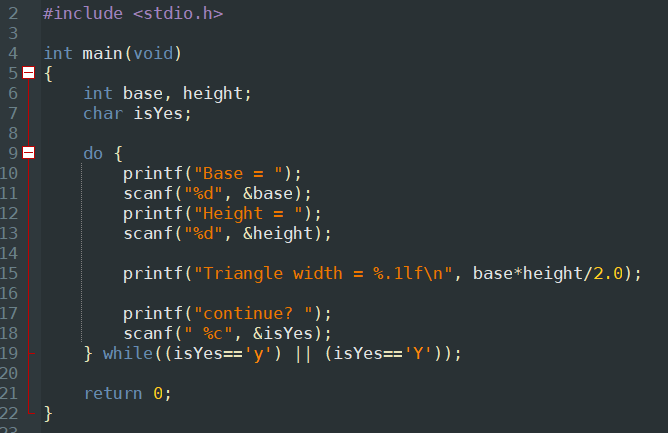 2 #include <stdio.h>
3
4 int main(void)
5 {
6     int base, height;
7     char isYes;
8
9     do {
10         printf("Base = ");
11         scanf("%d", &base);
12         printf("Height = ");
13         scanf("%d", &height);
14
15         printf("Triangle width = %.1lf\n", base*height/2.0);
16
17         printf("continue? ");
18         scanf(" %c", &isYes);
19     } while((isYes=='y') || (isYes=='Y'));
20
21     return 0;
22 }
23